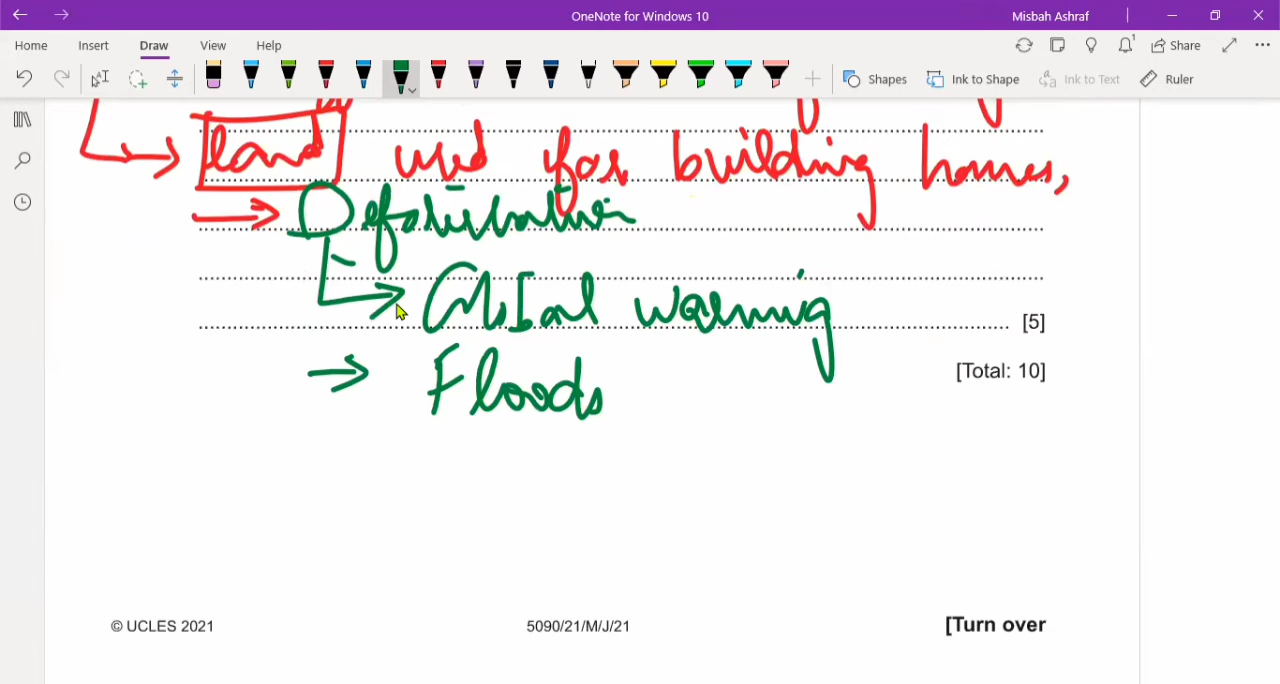 OneNote for Windows 10
Misbah Ashraf
Home Insert Draw View Help
Share
Shapes Ink to Shape Ink to Text Ruler
land used for building homes,
Deforestation
Global warming
[5]
Floods
[Total: 10]
© UCLES 2021 5090/21/M/J/21 [Turn over